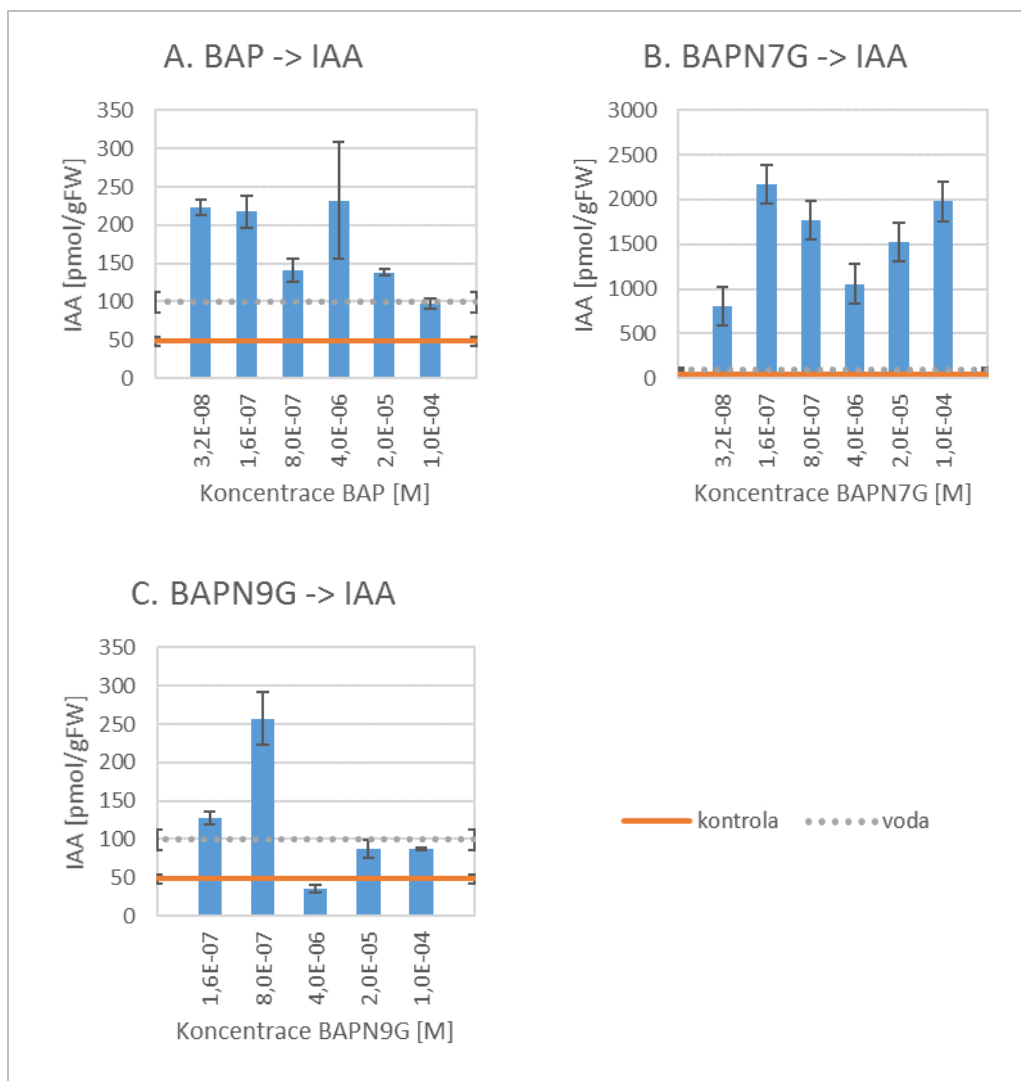 A. BAP -> IAA
350
300
250
200
150
100
50
0
IAA [pmol/gFW]
3,2E-08
1,6E-07
8,0E-07
4,0E-06
2,0E-05
1,0E-04
Koncentrace BAP [M]
B. BAPN7G -> IAA
3000
2500
2000
1500
1000
500
0
IAA [pmol/gFW]
3,2E-08
1,6E-07
8,0E-07
4,0E-06
2,0E-05
1,0E-04
Koncentrace BAPN7G [M]
C. BAPN9G -> IAA
350
300
250
200
150
100
50
0
IAA [pmol/gFW]
1,6E-07
8,0E-07
4,0E-06
2,0E-05
1,0E-04
Koncentrace BAPN9G [M]
kontrola
voda